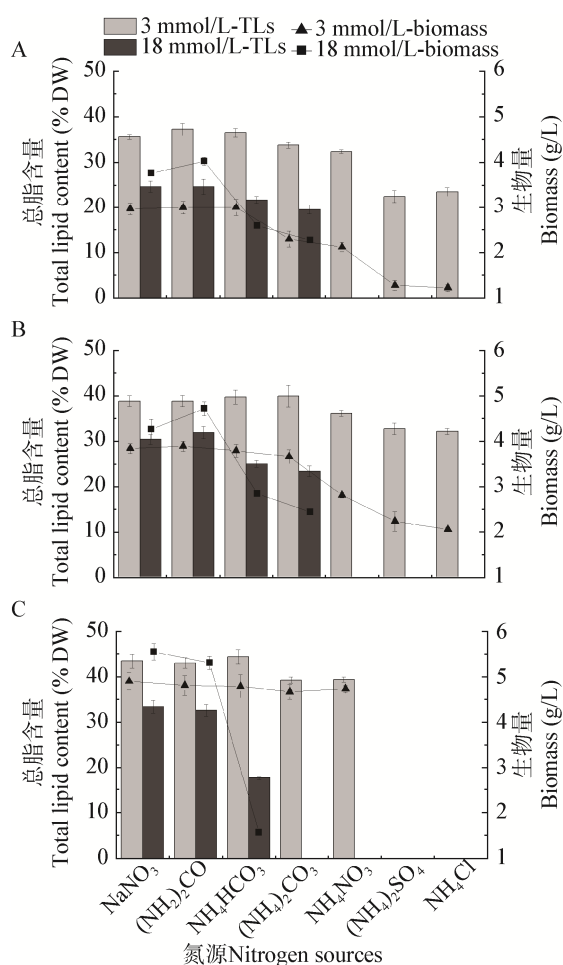 3 mmol/L-TLs 3 mmol/L-biomass
18 mmol/L-TLs 18 mmol/L-biomass
A
50 40 30 20 10 0
总脂含量
Total lipid content (% DW)
6 5 4 3 2 1
生物量
Biomass (g/L)
B
50 40 30 20 10 0
总脂含量
Total lipid content (% DW)
6 5 4 3 2 1
生物量
Biomass (g/L)
C
50 40 30 20 10 0
总脂含量
Total lipid content (% DW)
6 5 4 3 2 1
生物量
Biomass (g/L)
NaNO₃ (NH₂)₂CO NH₄HCO₃ (NH₄)₂CO₃ NH₄NO₃ (NH₄)₂SO₄ NH₄Cl
氮源Nitrogen sources